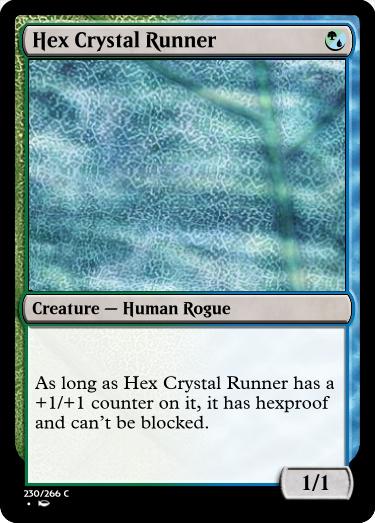 Hex Crystal Runner
Creature — Human Rogue
As long as Hex Crystal Runner has a
+1/+1 counter on it, it has hexproof
and can't be blocked.
1/1
230/266 C